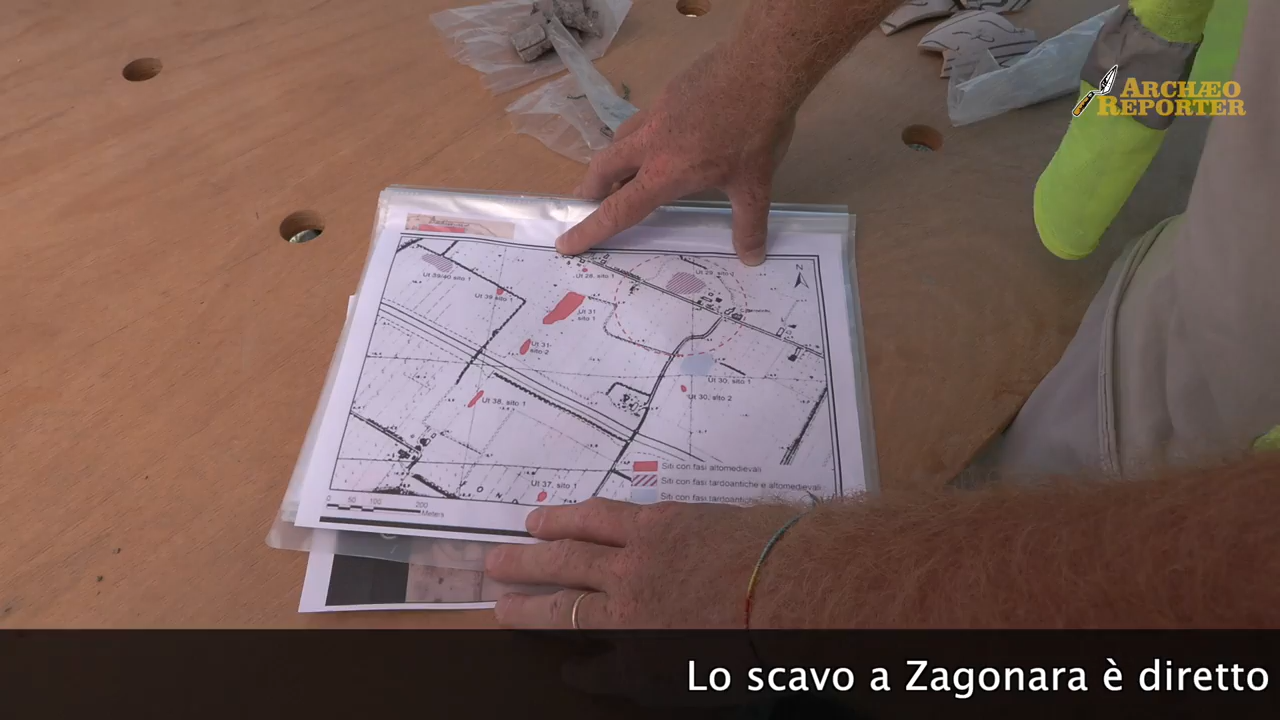 ARCHÆO
REPORTER
N
Ut 39/40 sito 1
Ut 28, sito 1
Ut 29, sito 1
Ut 39 sito 1
Ut 31
sito 1
Ut 31
sito 2
Ut 30, sito 1
Ut 38, sito 1
Ut 30, sito 2
Siti con fasi altomedievali
Ut 37, sito 1
Siti con fasi tardoantiche e altomedievali
Siti con fasi tardoantiche
0 50 100 200
Meters
Lo scavo a Zagonara è diretto